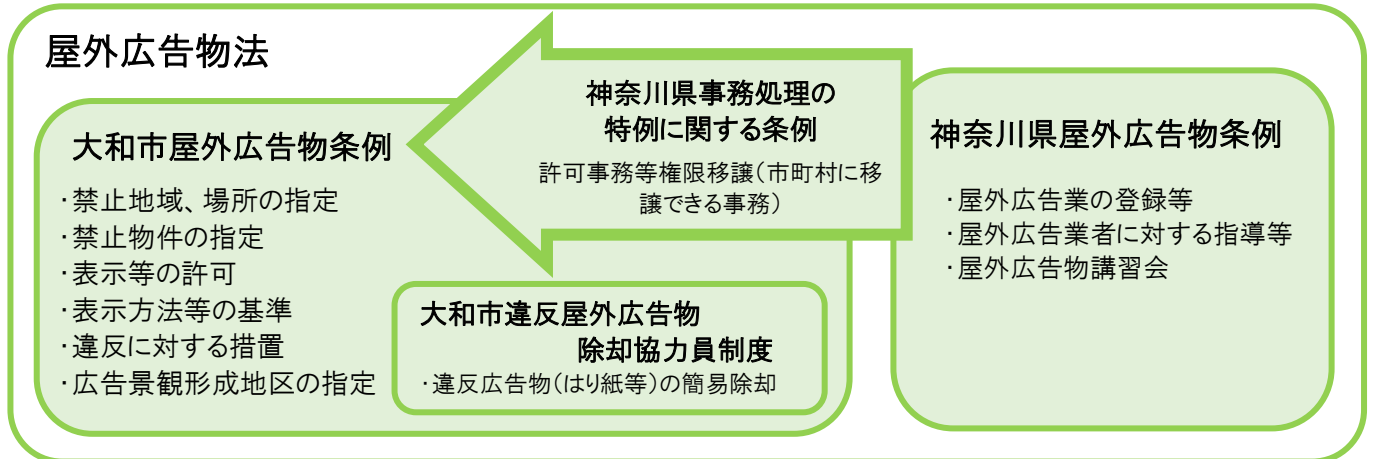 屋外広告物法
大和市屋外広告物条例
・禁止地域、場所の指定
・禁止物件の指定
・表示等の許可
・表示方法等の基準
・違反に対する措置
・広告景観形成地区の指定
大和市違反屋外広告物
除却協力員制度
・違反広告物(はり紙等)の簡易除却
神奈川県事務処理の
特例に関する条例
許可事務等権限移譲(市町村に移
譲できる事務)
神奈川県屋外広告物条例
・屋外広告業の登録等
・屋外広告業者に対する指導等
・屋外広告物講習会